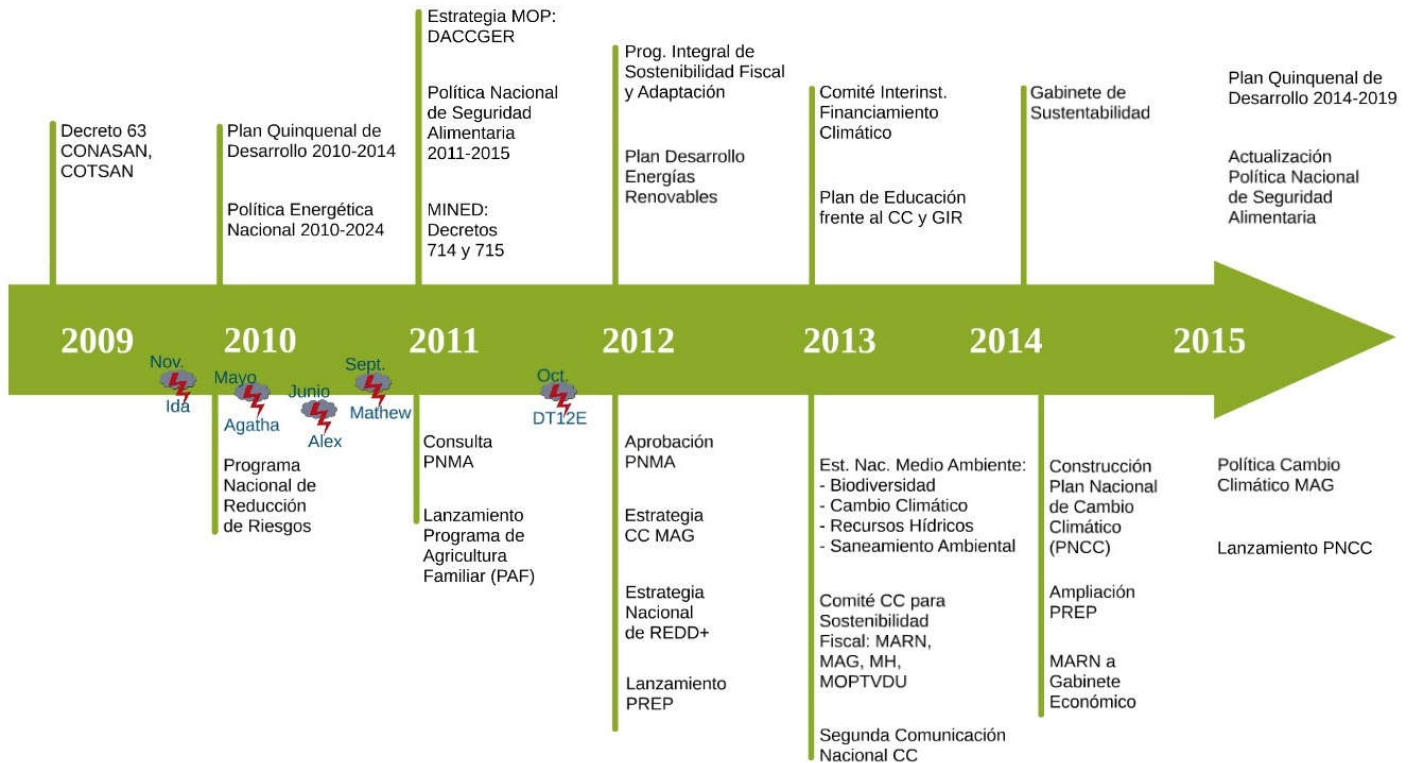 Estrategia MOP:
DACCGER
Política Nacional
de Seguridad
Alimentaria
2011-2015
MINED:
Decretos
714 y 715
Prog. Integral de
Sostenibilidad Fiscal
y Adaptación
Plan Desarrollo
Energías
Renovables
Comité Interinst.
Financiamiento
Climático
Plan de Educación
frente al CC y GIR
Gabinete de
Sustentabilidad
Plan Quinquenal de
Desarrollo 2014-2019
Actualización
Política Nacional
de Seguridad
Alimentaria
Decreto 63
CONASAN,
COTSAN
Plan Quinquenal de
Desarrollo 2010-2014
Política Energética
Nacional 2010-2024
2009
2010
2011
2012
2013
2014
2015
Nov.
Ida
Mayo
Agatha
Junio
Alex
Sept.
Mathew
Oct.
DT12E
Programa
Nacional de
Reducción
de Riesgos
Consulta
PNMA
Lanzamiento
Programa de
Agricultura
Familiar (PAF)
Aprobación
PNMA
Estrategia
CC MAG
Estrategia
Nacional
de REDD+
Lanzamiento
PREP
Est. Nac. Medio Ambiente:
- Biodiversidad
- Cambio Climático
- Recursos Hídricos
- Saneamiento Ambiental
Comité CC para
Sostenibilidad
Fiscal: MARN,
MAG, MH,
MOPTVDU
Segunda Comunicación
Nacional CC
Construcción
Plan Nacional
de Cambio
Climático
(PNCC)
Ampliación
PREP
MARN a
Gabinete
Económico
Política Cambio
Climático MAG
Lanzamiento PNCC